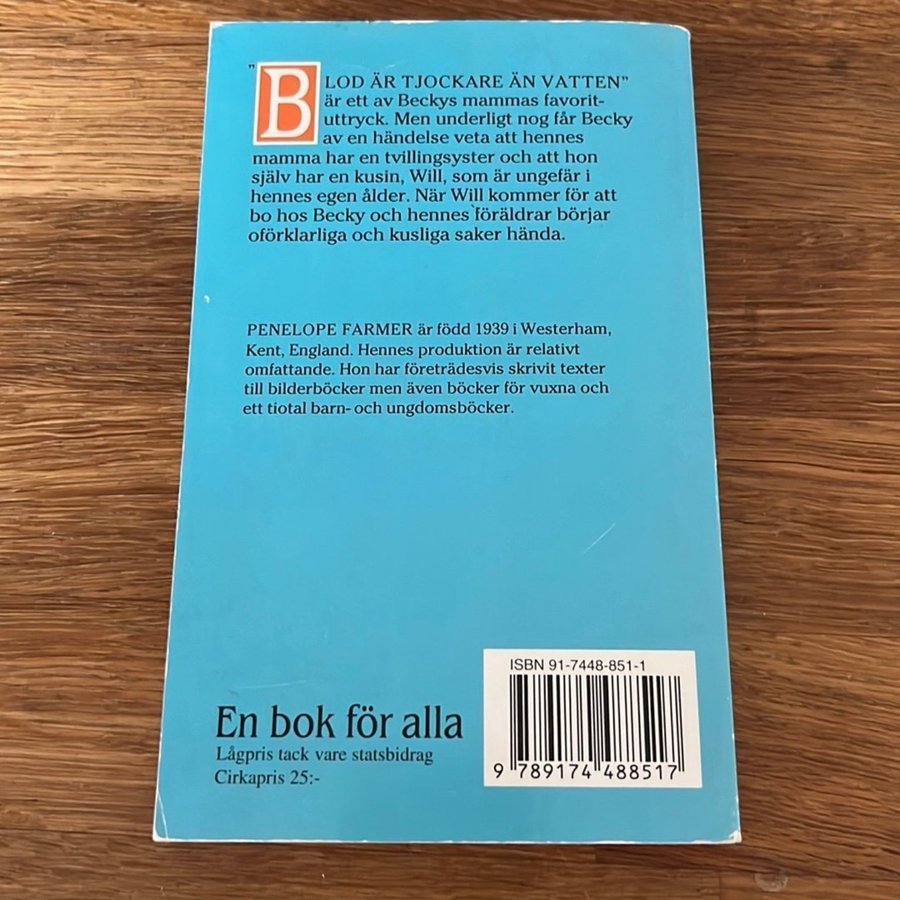 "BLOD ÄR TJOCKARE ÄN VATTEN"
är ett av Beckys mammas favorit-
uttryck. Men underligt nog får Becky
av en händelse veta att hennes
mamma har en tvillingsyster och att hon
själv har en kusin, Will, som är ungefär i
hennes egen ålder. När Will kommer för att
bo hos Becky och hennes föräldrar börjar
oförklarliga och kusliga saker hända.
PENELOPE FARMER är född 1939 i Westerham,
Kent, England. Hennes produktion är relativt
omfattande. Hon har företrädesvis skrivit texter
till bilderböcker men även böcker för vuxna och
ett tiotal barn- och ungdomsböcker.
En bok för alla
Lågpris tack vare statsbidrag
Cirkapris 25:-
ISBN 91-7448-851-1
9 789174 488517